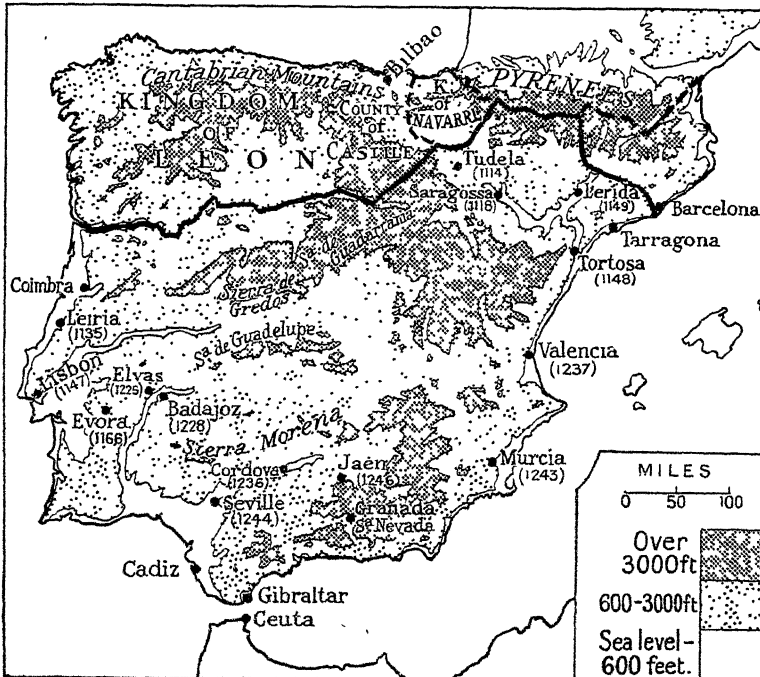 Bilbao
Cantabrian Mountains
PYRENEES
KINGDOM
OF
LEON
COUNTY
of
CASTILE
K.
of
NAVARRE
Tudela
(1114)
Saragossa
(1118)
Lerida
(1149)
Barcelona
Tarragona
Tortosa
(1148)
Sa. de
Guadarrama
Sierra de
Gredos
Coimbra
Leiria
(1135)
Sa. de Guadelupe
Valencia
(1237)
Lisbon
(1147)
Elvas
(1226)
Badajoz
(1228)
Evora
(1166)
Sierra Morena
Cordova
(1236)
Jaén
(1246)
Murcia
(1243)
Seville
(1244)
Granada
Sa. Nevada
Cadiz
Gibraltar
Ceuta
MILES
0 50 100
Over
3000ft
600-3000ft
Sea level-
600 feet.